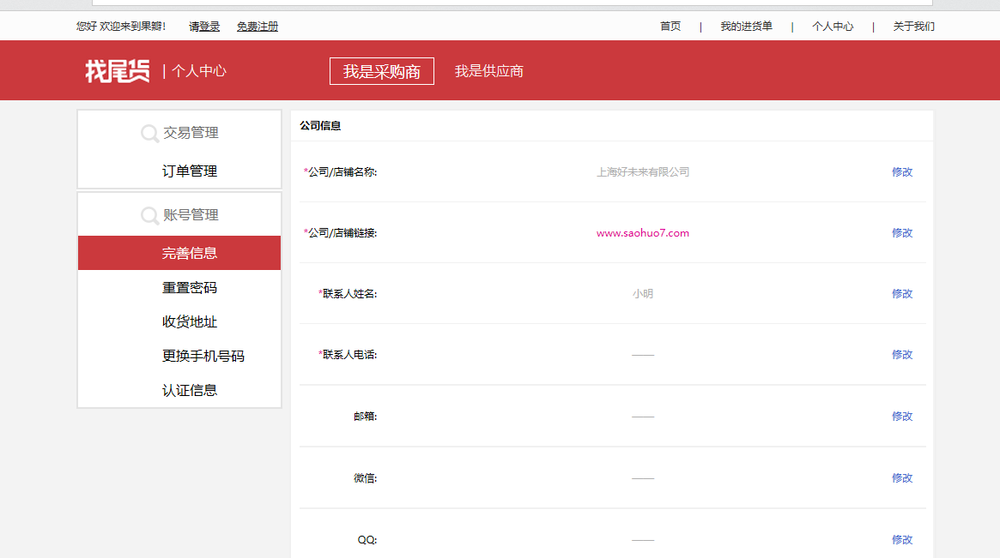 您好 欢迎来到果瓣! 请登录 免费注册 首页 | 我的进货单 | 个人中心 | 关于我们
找尾货 | 个人中心 我是采购商 我是供应商
交易管理
订单管理
账号管理
完善信息
重置密码
收货地址
更换手机号码
认证信息
公司信息
*公司/店铺名称: 上海好未来有限公司 修改
*公司/店铺链接: www.saohuo7.com 修改
*联系人姓名: 小明 修改
*联系人电话: —— 修改
邮箱: —— 修改
微信: —— 修改
QQ: —— 修改